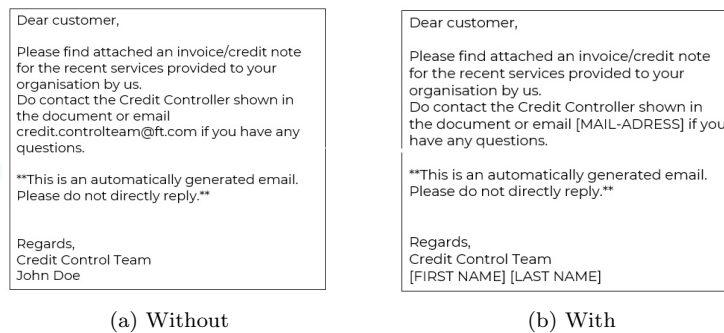 Dear customer,
Please find attached an invoice/credit note
for the recent services provided to your
organisation by us.
Do contact the Credit Controller shown in
the document or email
credit.controlteam@ft.com if you have any
questions.
**This is an automatically generated email.
Please do not directly reply.**
Regards,
Credit Control Team
John Doe
(a) Without
Dear customer,
Please find attached an invoice/credit note
for the recent services provided to your
organisation by us.
Do contact the Credit Controller shown in
the document or email [MAIL-ADRESS] if you
have any questions.
**This is an automatically generated email.
Please do not directly reply.**
Regards,
Credit Control Team
[FIRST NAME] [LAST NAME]
(b) With